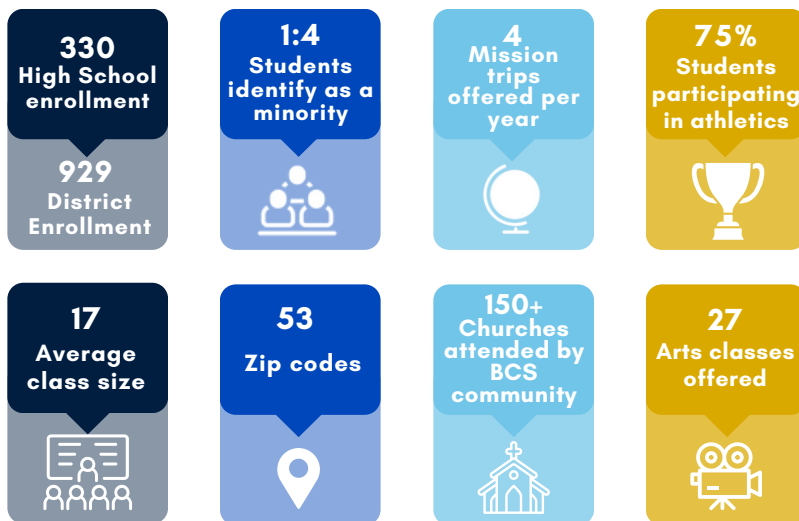 330
High School
enrollment
929
District
Enrollment
1:4
Students
identify as a
minority
4
Mission
trips
offered per
year
75%
Students
participating
in athletics
17
Average
class size
53
Zip codes
150+
Churches
attended by
BCS
community
27
Arts classes
offered